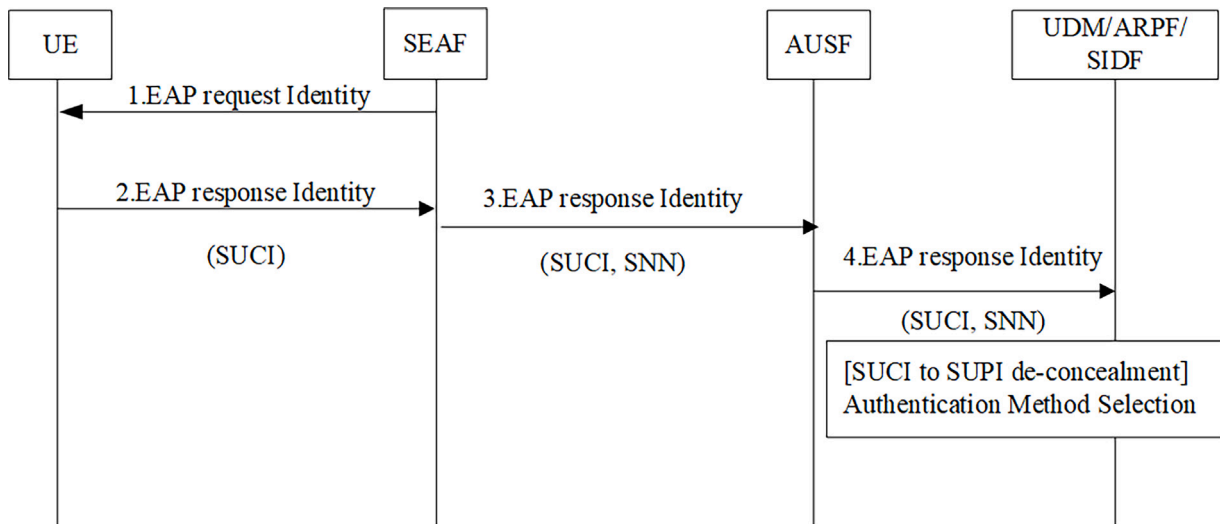 UE
SEAF
AUSF
UDM/ARPF/
SIDF
1.EAP request Identity
2.EAP response Identity
(SUCI)
3.EAP response Identity
(SUCI, SNN)
4.EAP response Identity
(SUCI, SNN)
[SUCI to SUPI de-concealment]
Authentication Method Selection